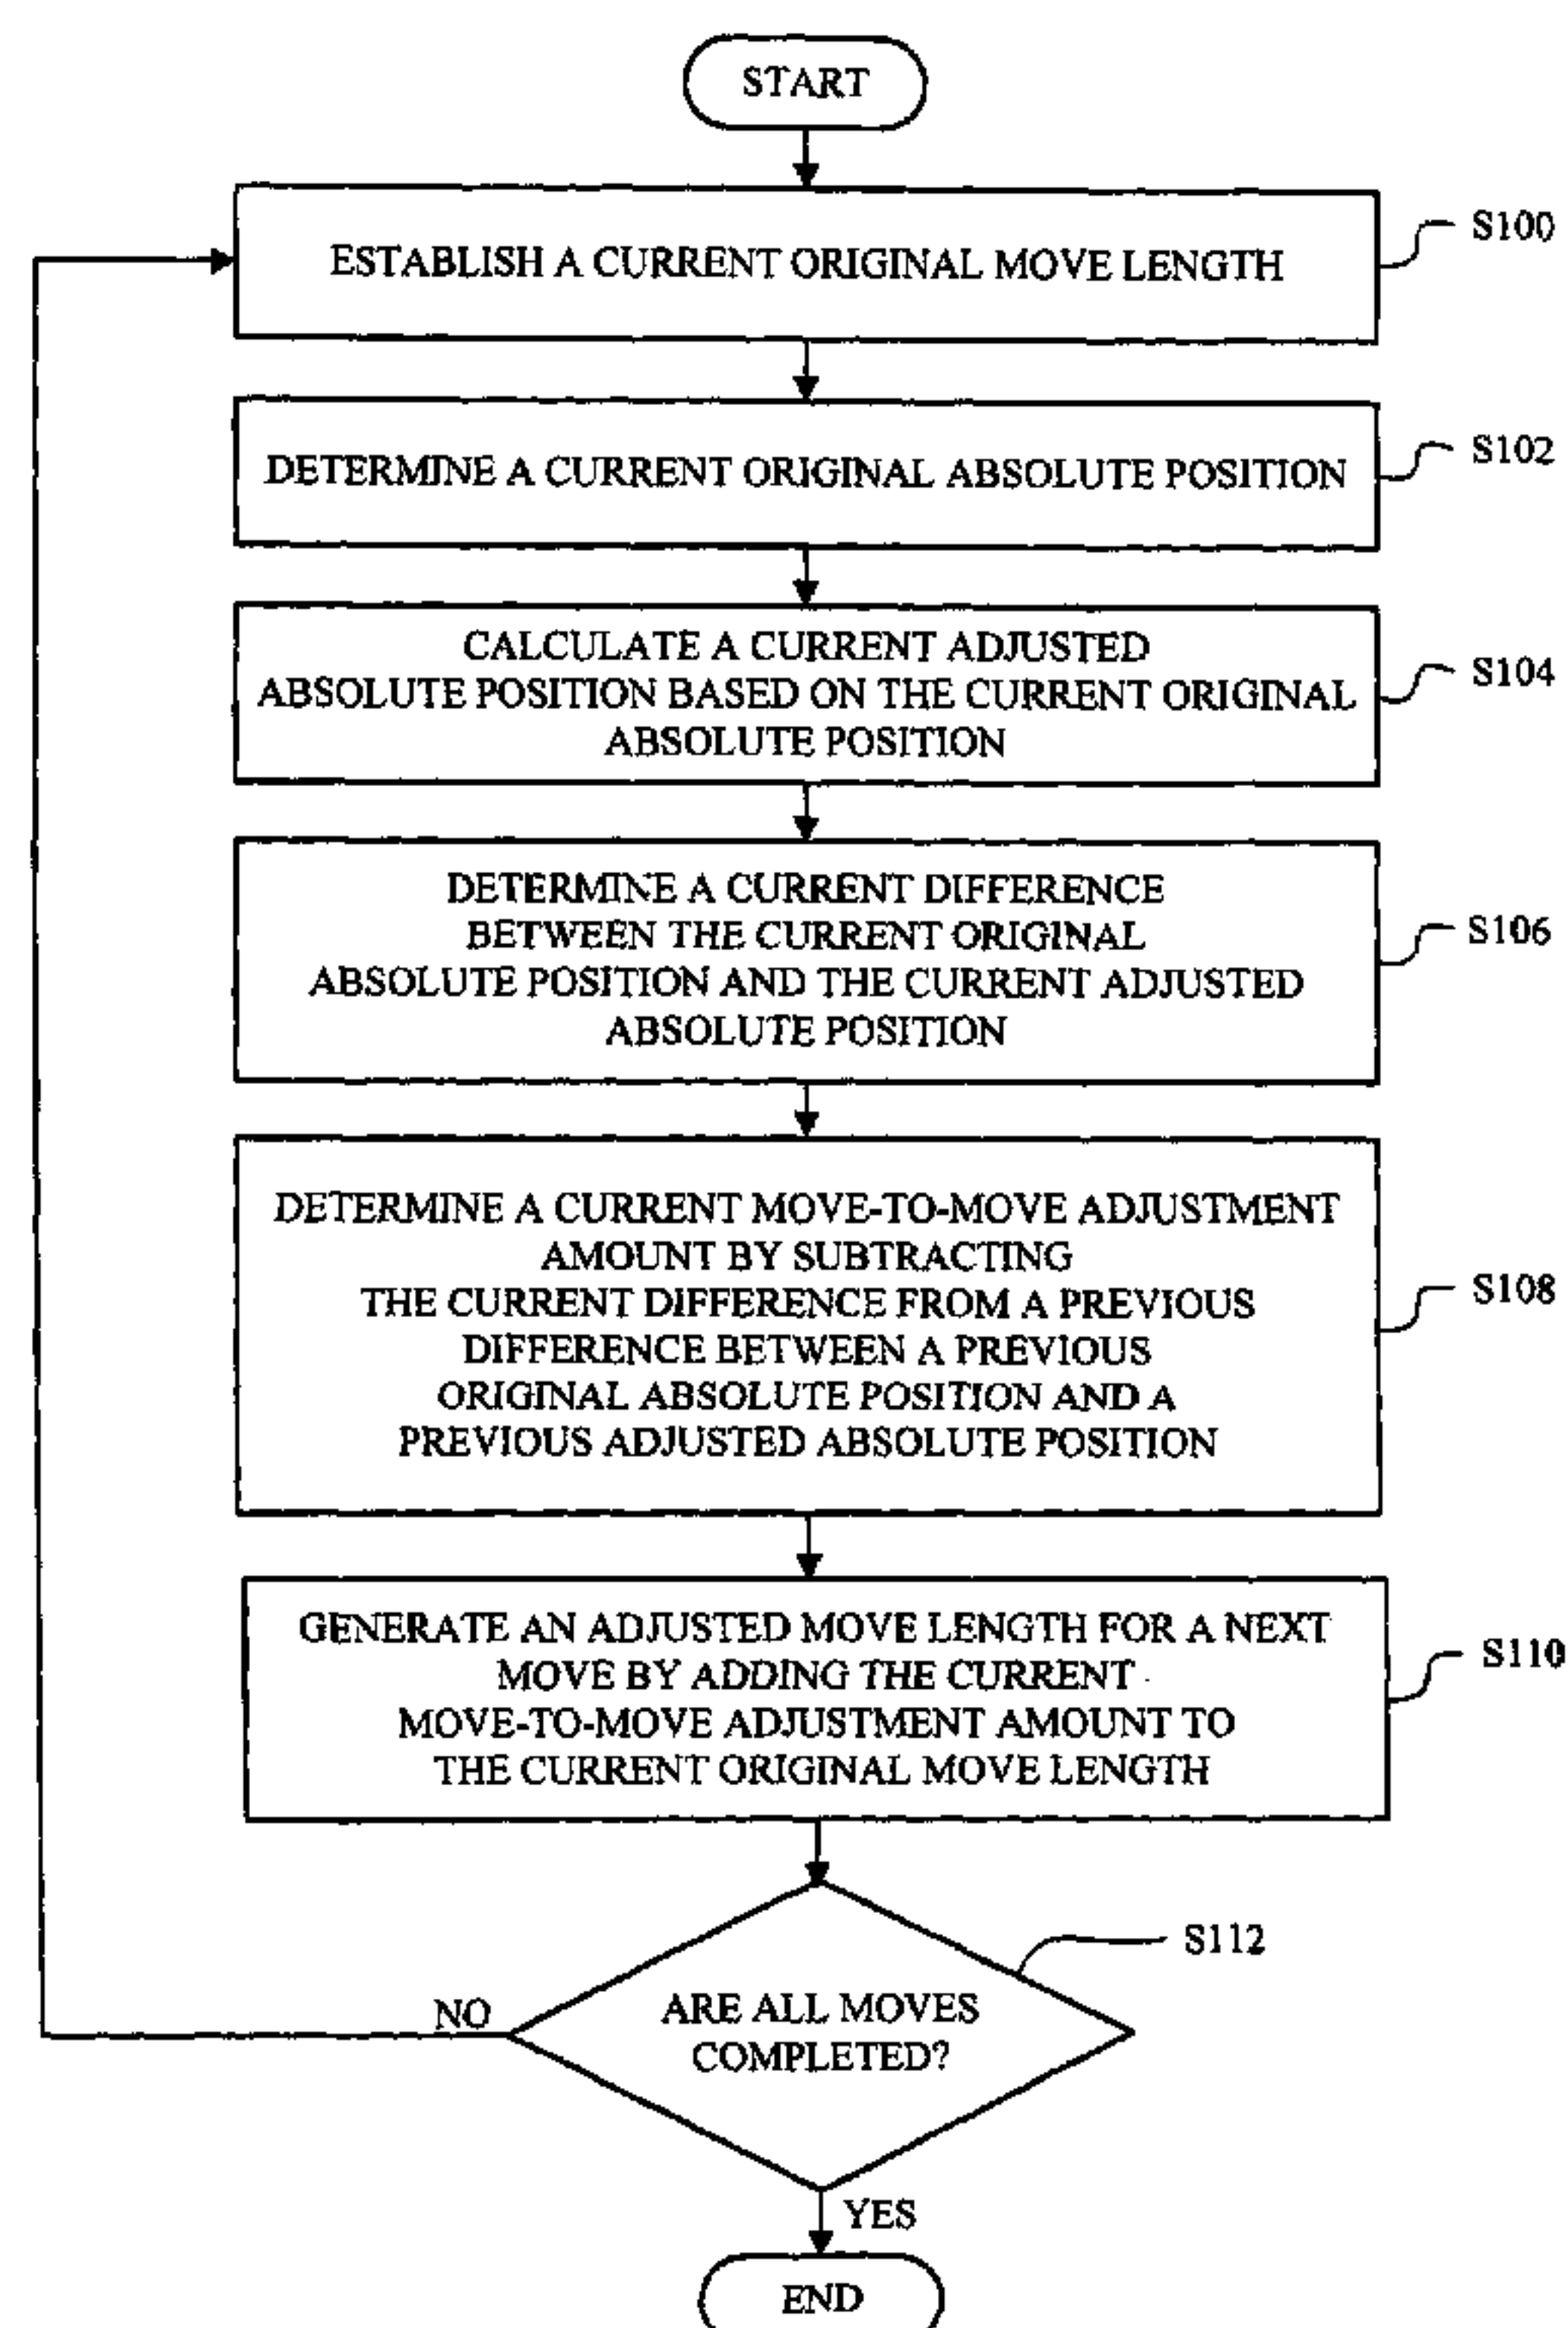 START
ESTABLISH A CURRENT ORIGINAL MOVE LENGTH
S100
DETERMINE A CURRENT ORIGINAL ABSOLUTE POSITION
S102
CALCULATE A CURRENT ADJUSTED
ABSOLUTE POSITION BASED ON THE CURRENT ORIGINAL
ABSOLUTE POSITION
S104
DETERMINE A CURRENT DIFFERENCE
BETWEEN THE CURRENT ORIGINAL
ABSOLUTE POSITION AND THE CURRENT ADJUSTED
ABSOLUTE POSITION
S106
DETERMINE A CURRENT MOVE-TO-MOVE ADJUSTMENT
AMOUNT BY SUBTRACTING
THE CURRENT DIFFERENCE FROM A PREVIOUS
DIFFERENCE BETWEEN A PREVIOUS
ORIGINAL ABSOLUTE POSITION AND A
PREVIOUS ADJUSTED ABSOLUTE POSITION
S108
GENERATE AN ADJUSTED MOVE LENGTH FOR A NEXT
MOVE BY ADDING THE CURRENT
MOVE-TO-MOVE ADJUSTMENT AMOUNT TO
THE CURRENT ORIGINAL MOVE LENGTH
S110
S112
ARE ALL MOVES
COMPLETED?
NO
YES
END